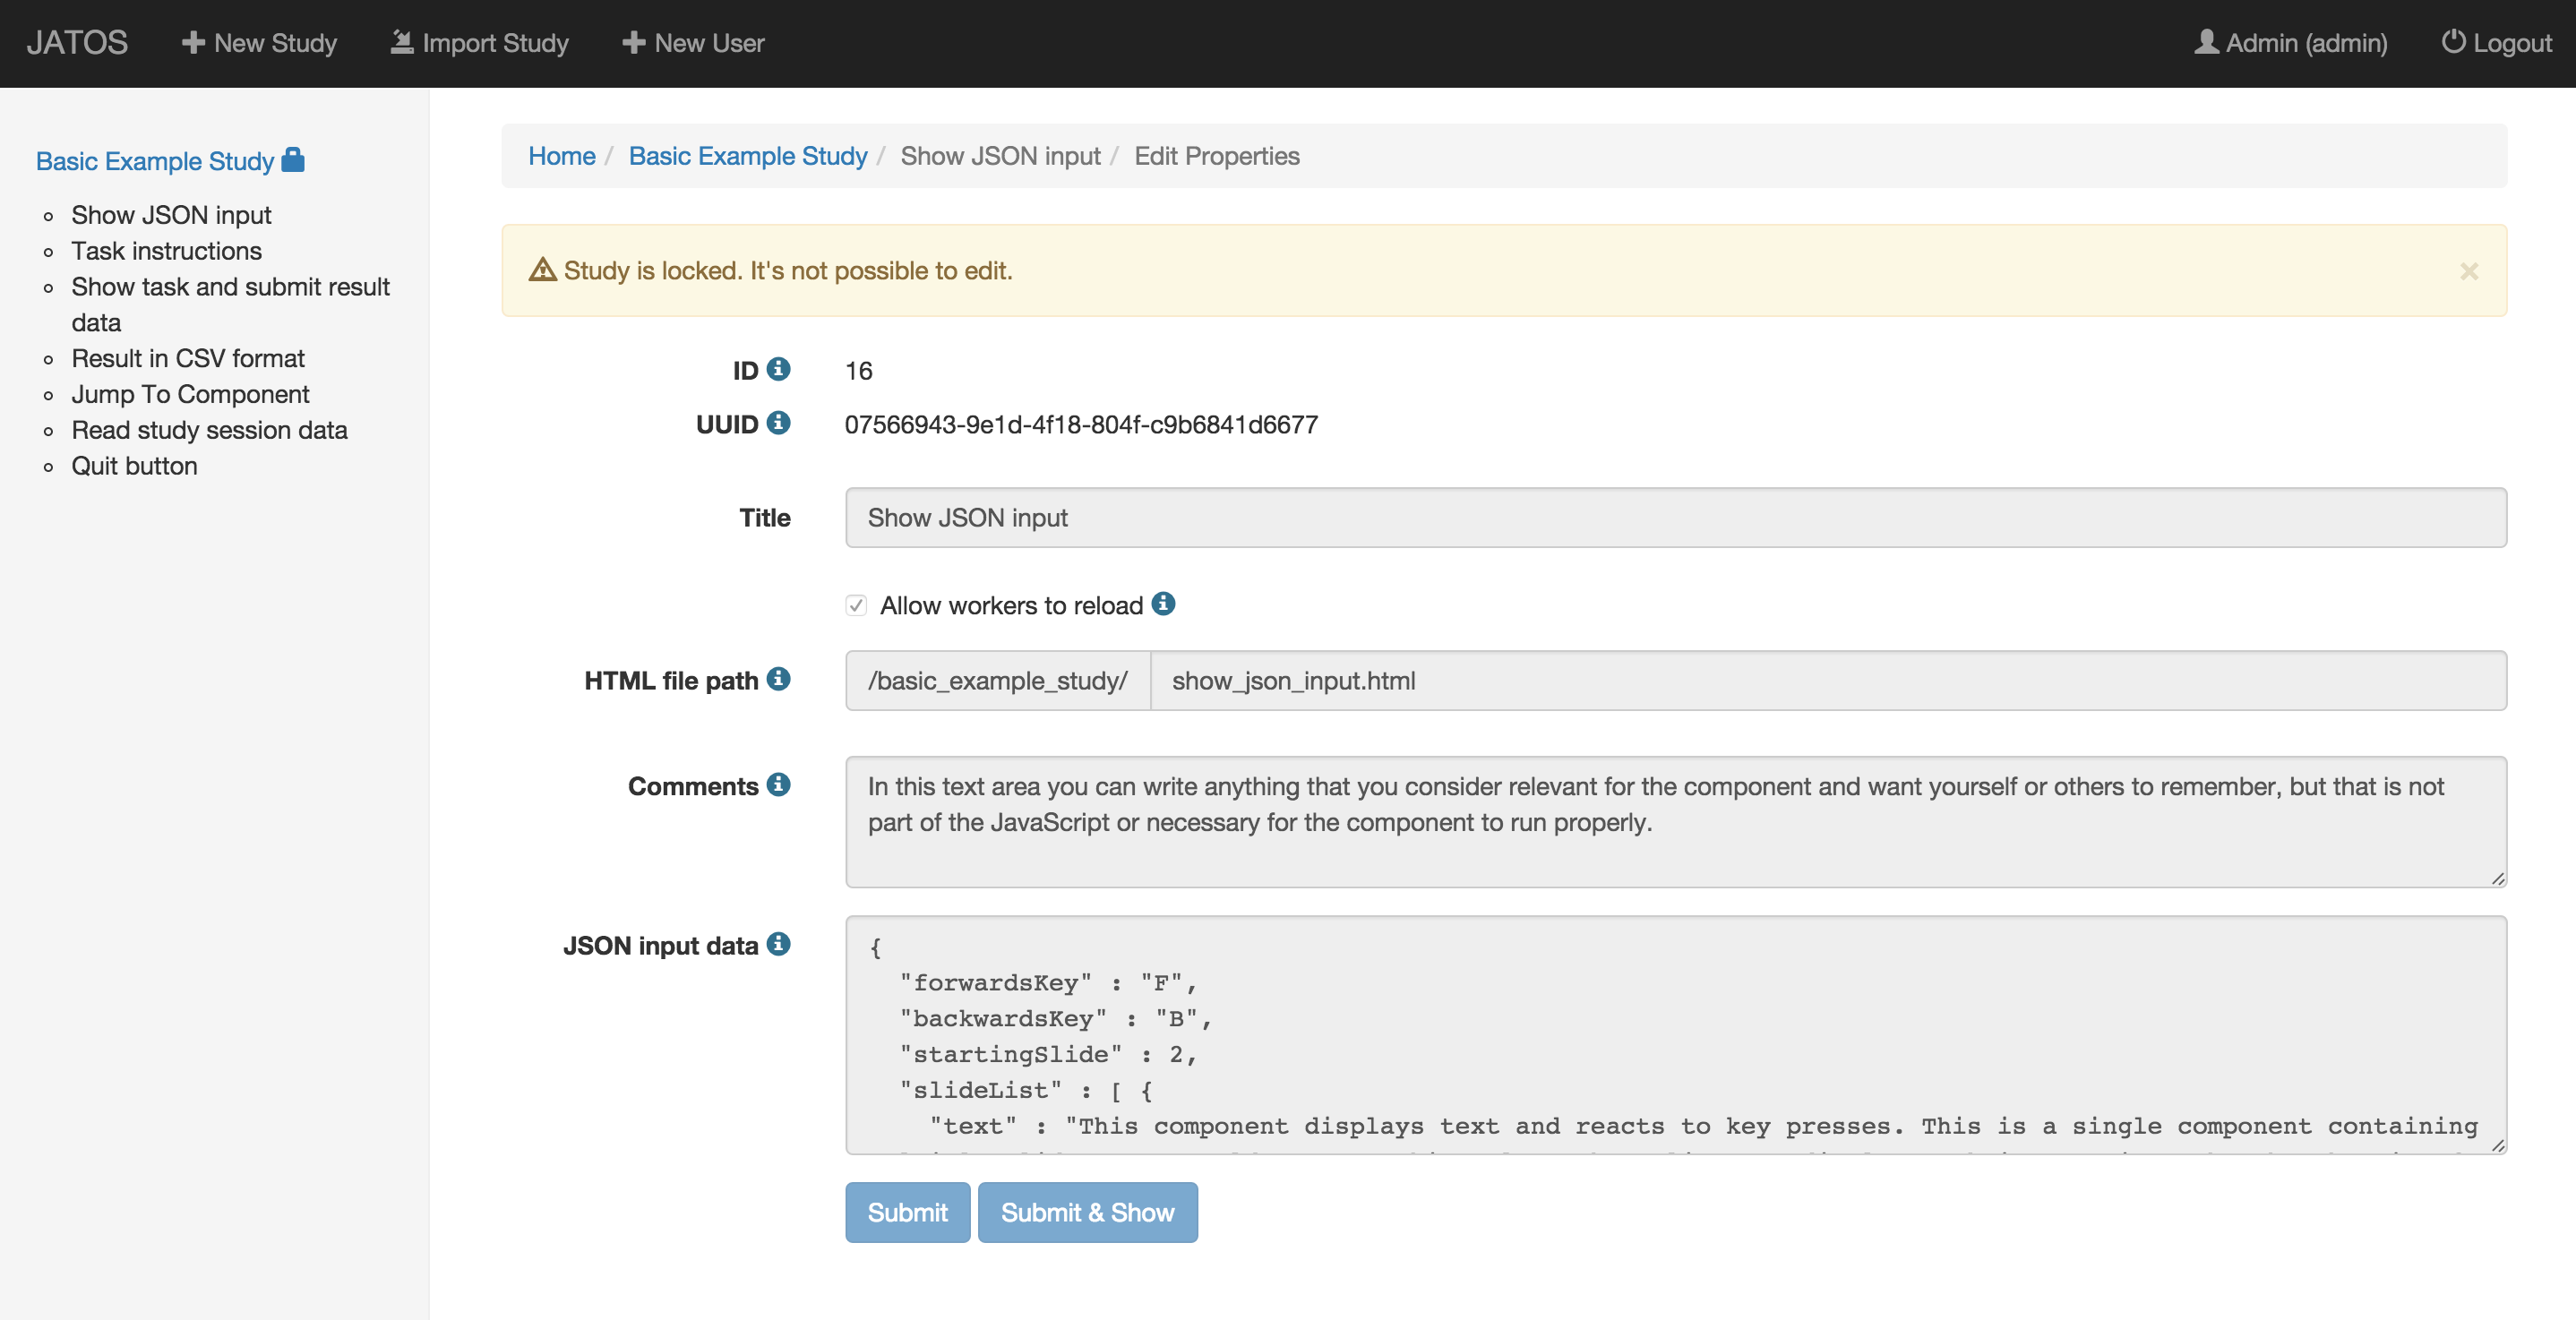 JATOS New Study Import Study New User Admin (admin) Logout
Basic Example Study
Show JSON input
Task instructions
Show task and submit result
data
Result in CSV format
Jump To Component
Read study session data
Quit button
Home / Basic Example Study / Show JSON input / Edit Properties
Study is locked. It's not possible to edit. ×
ID 16
UUID 07566943-9e1d-4f18-804f-c9b6841d6677
Title Show JSON input
Allow workers to reload
HTML file path /basic_example_study/ show_json_input.html
Comments In this text area you can write anything that you consider relevant for the component and want yourself or others to remember, but that is not
part of the JavaScript or necessary for the component to run properly.
JSON input data {
"forwardsKey" : "F",
"backwardsKey" : "B",
"startingSlide" : 2,
"slideList" : [ {
"text" : "This component displays text and reacts to key presses. This is a single component containing
Submit Submit & Show